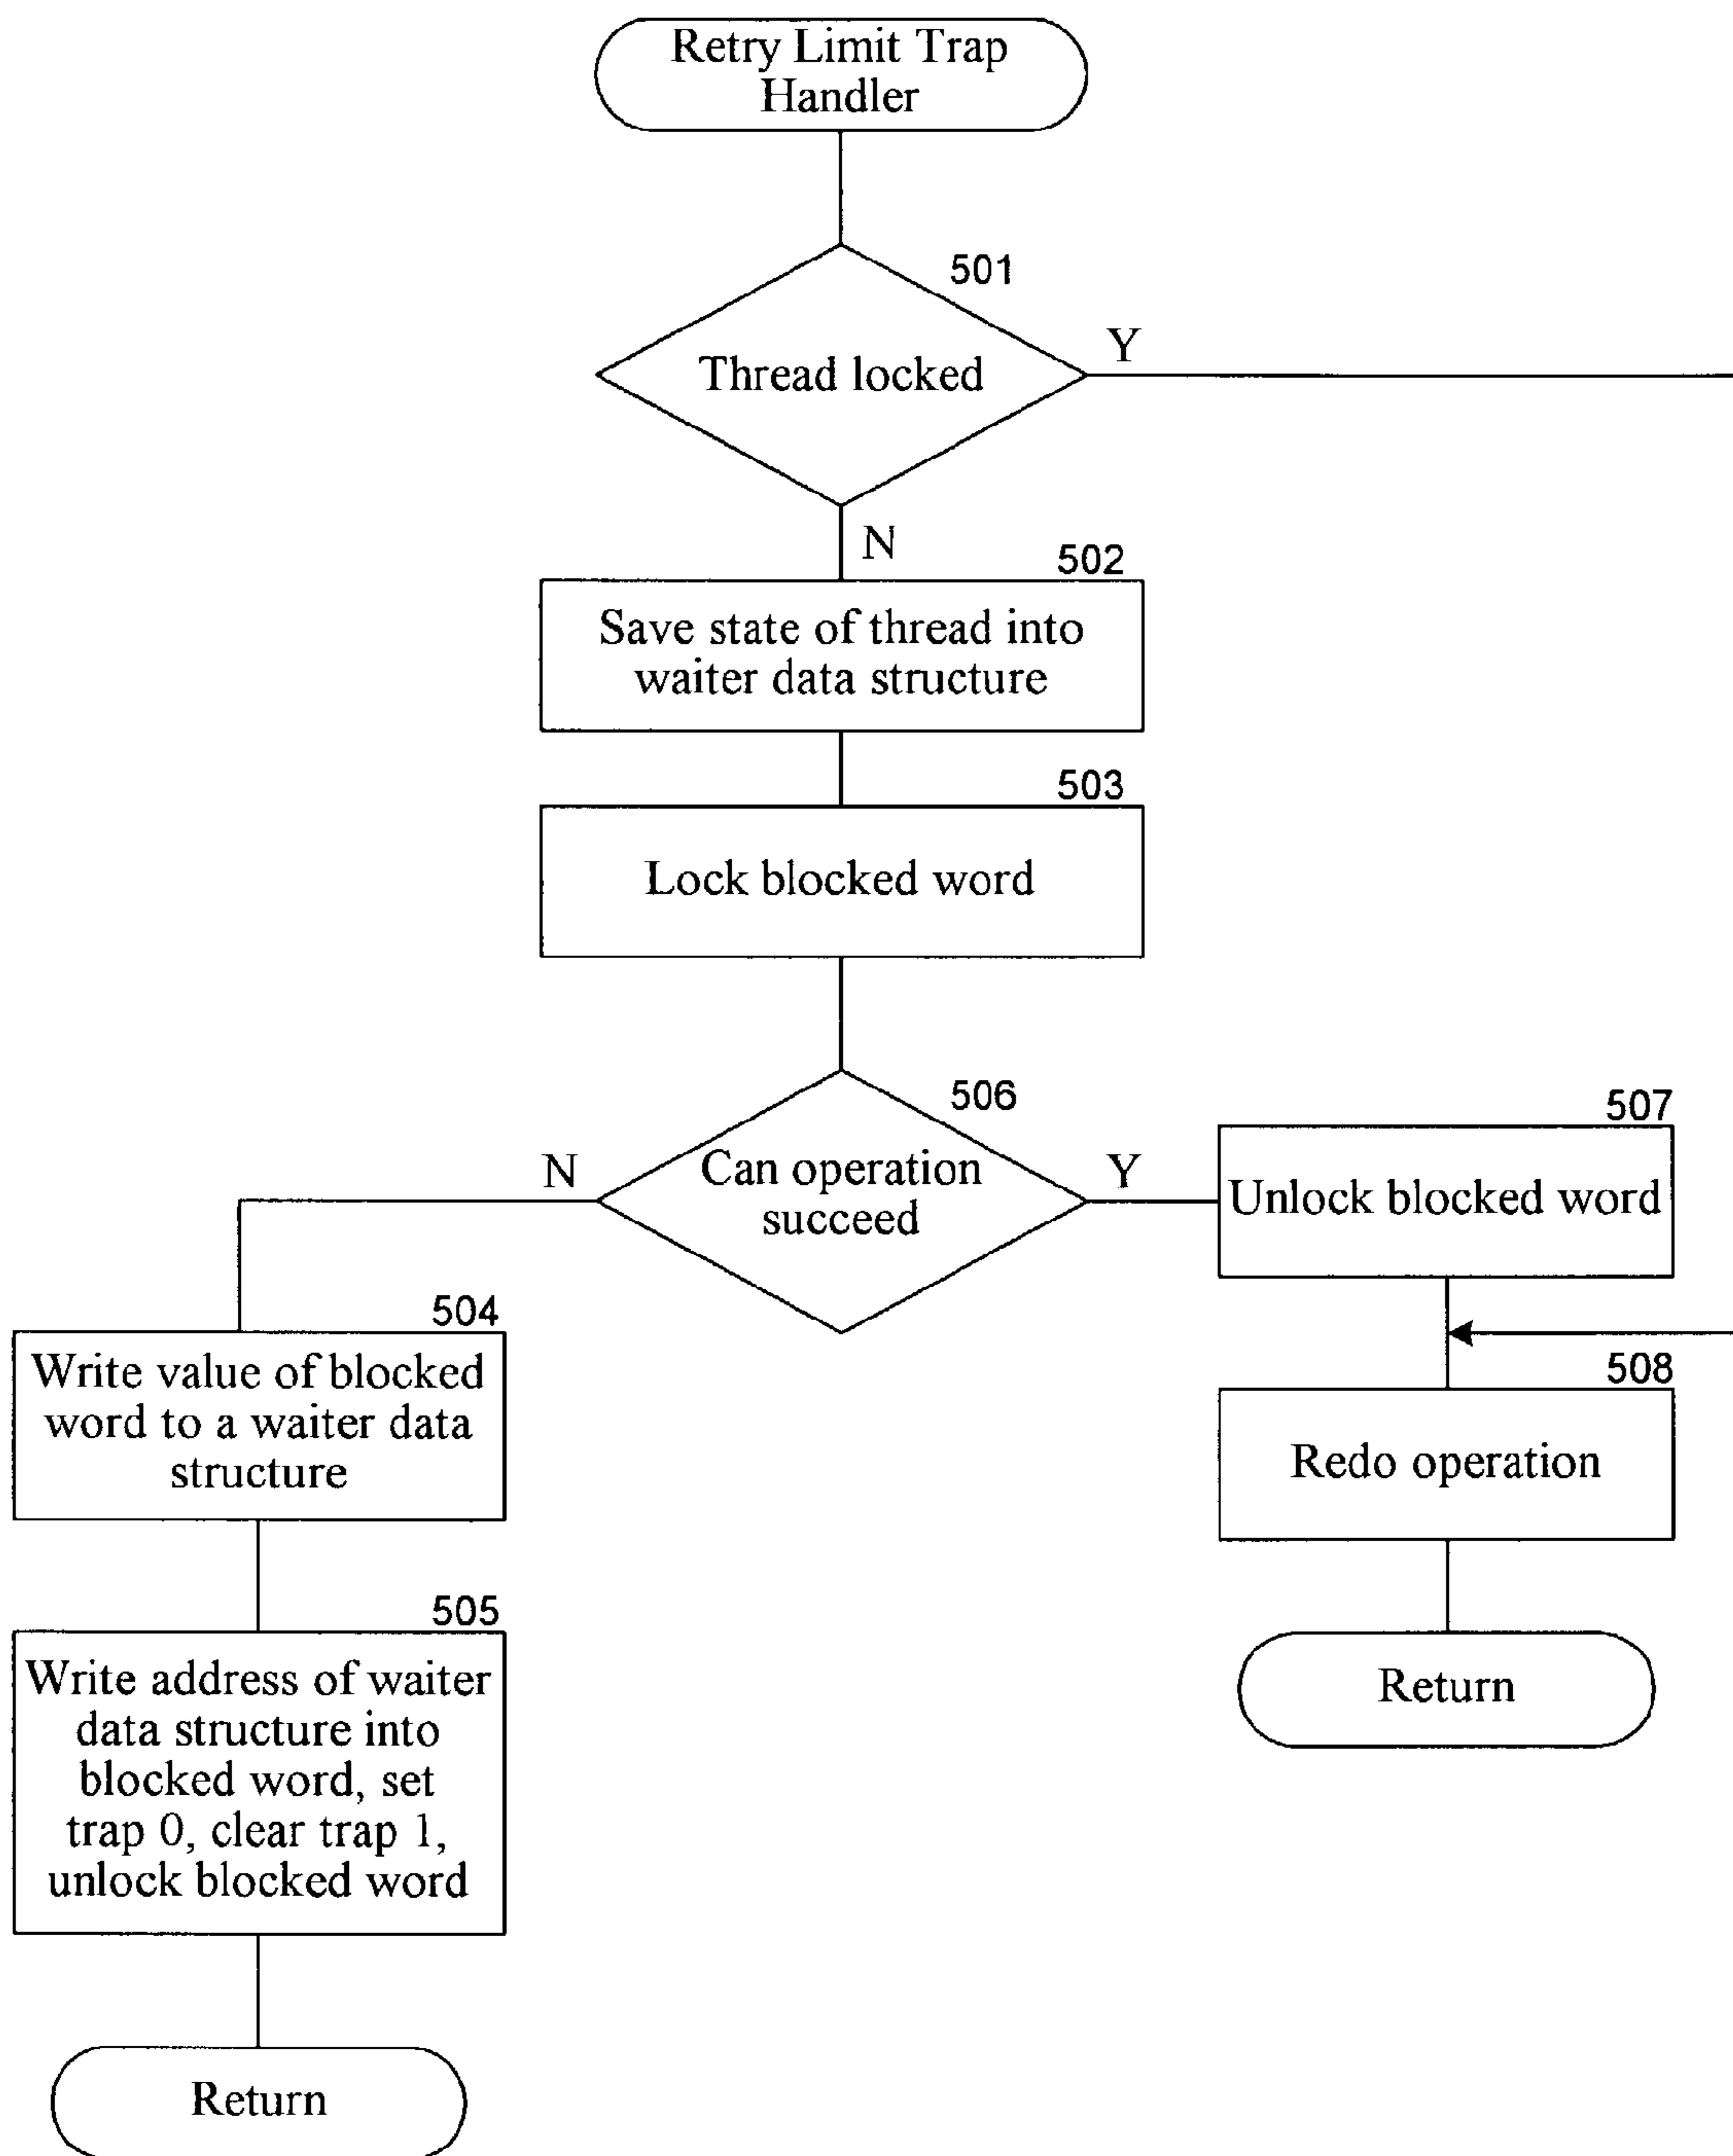 Retry Limit Trap
Handler
501
Thread locked
Y
N
502
Save state of thread into
waiter data structure
503
Lock blocked word
506
Can operation
succeed
N
Y
507
Unlock blocked word
504
Write value of blocked
word to a waiter data
structure
508
Redo operation
505
Write address of waiter
data structure into
blocked word, set
trap 0, clear trap 1,
unlock blocked word
Return
Return